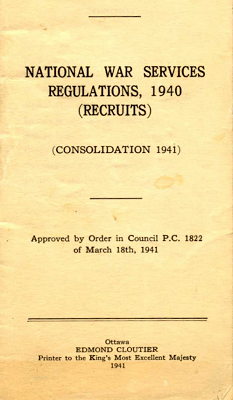 NATIONAL WAR SERVICES
REGULATIONS, 1940
(RECRUITS)
(CONSOLIDATION 1941)
Approved by Order in Council P.C. 1822
of March 18th, 1941
Ottawa
EDMOND CLOUTIER
Printer to the King's Most Excellent Majesty
1941